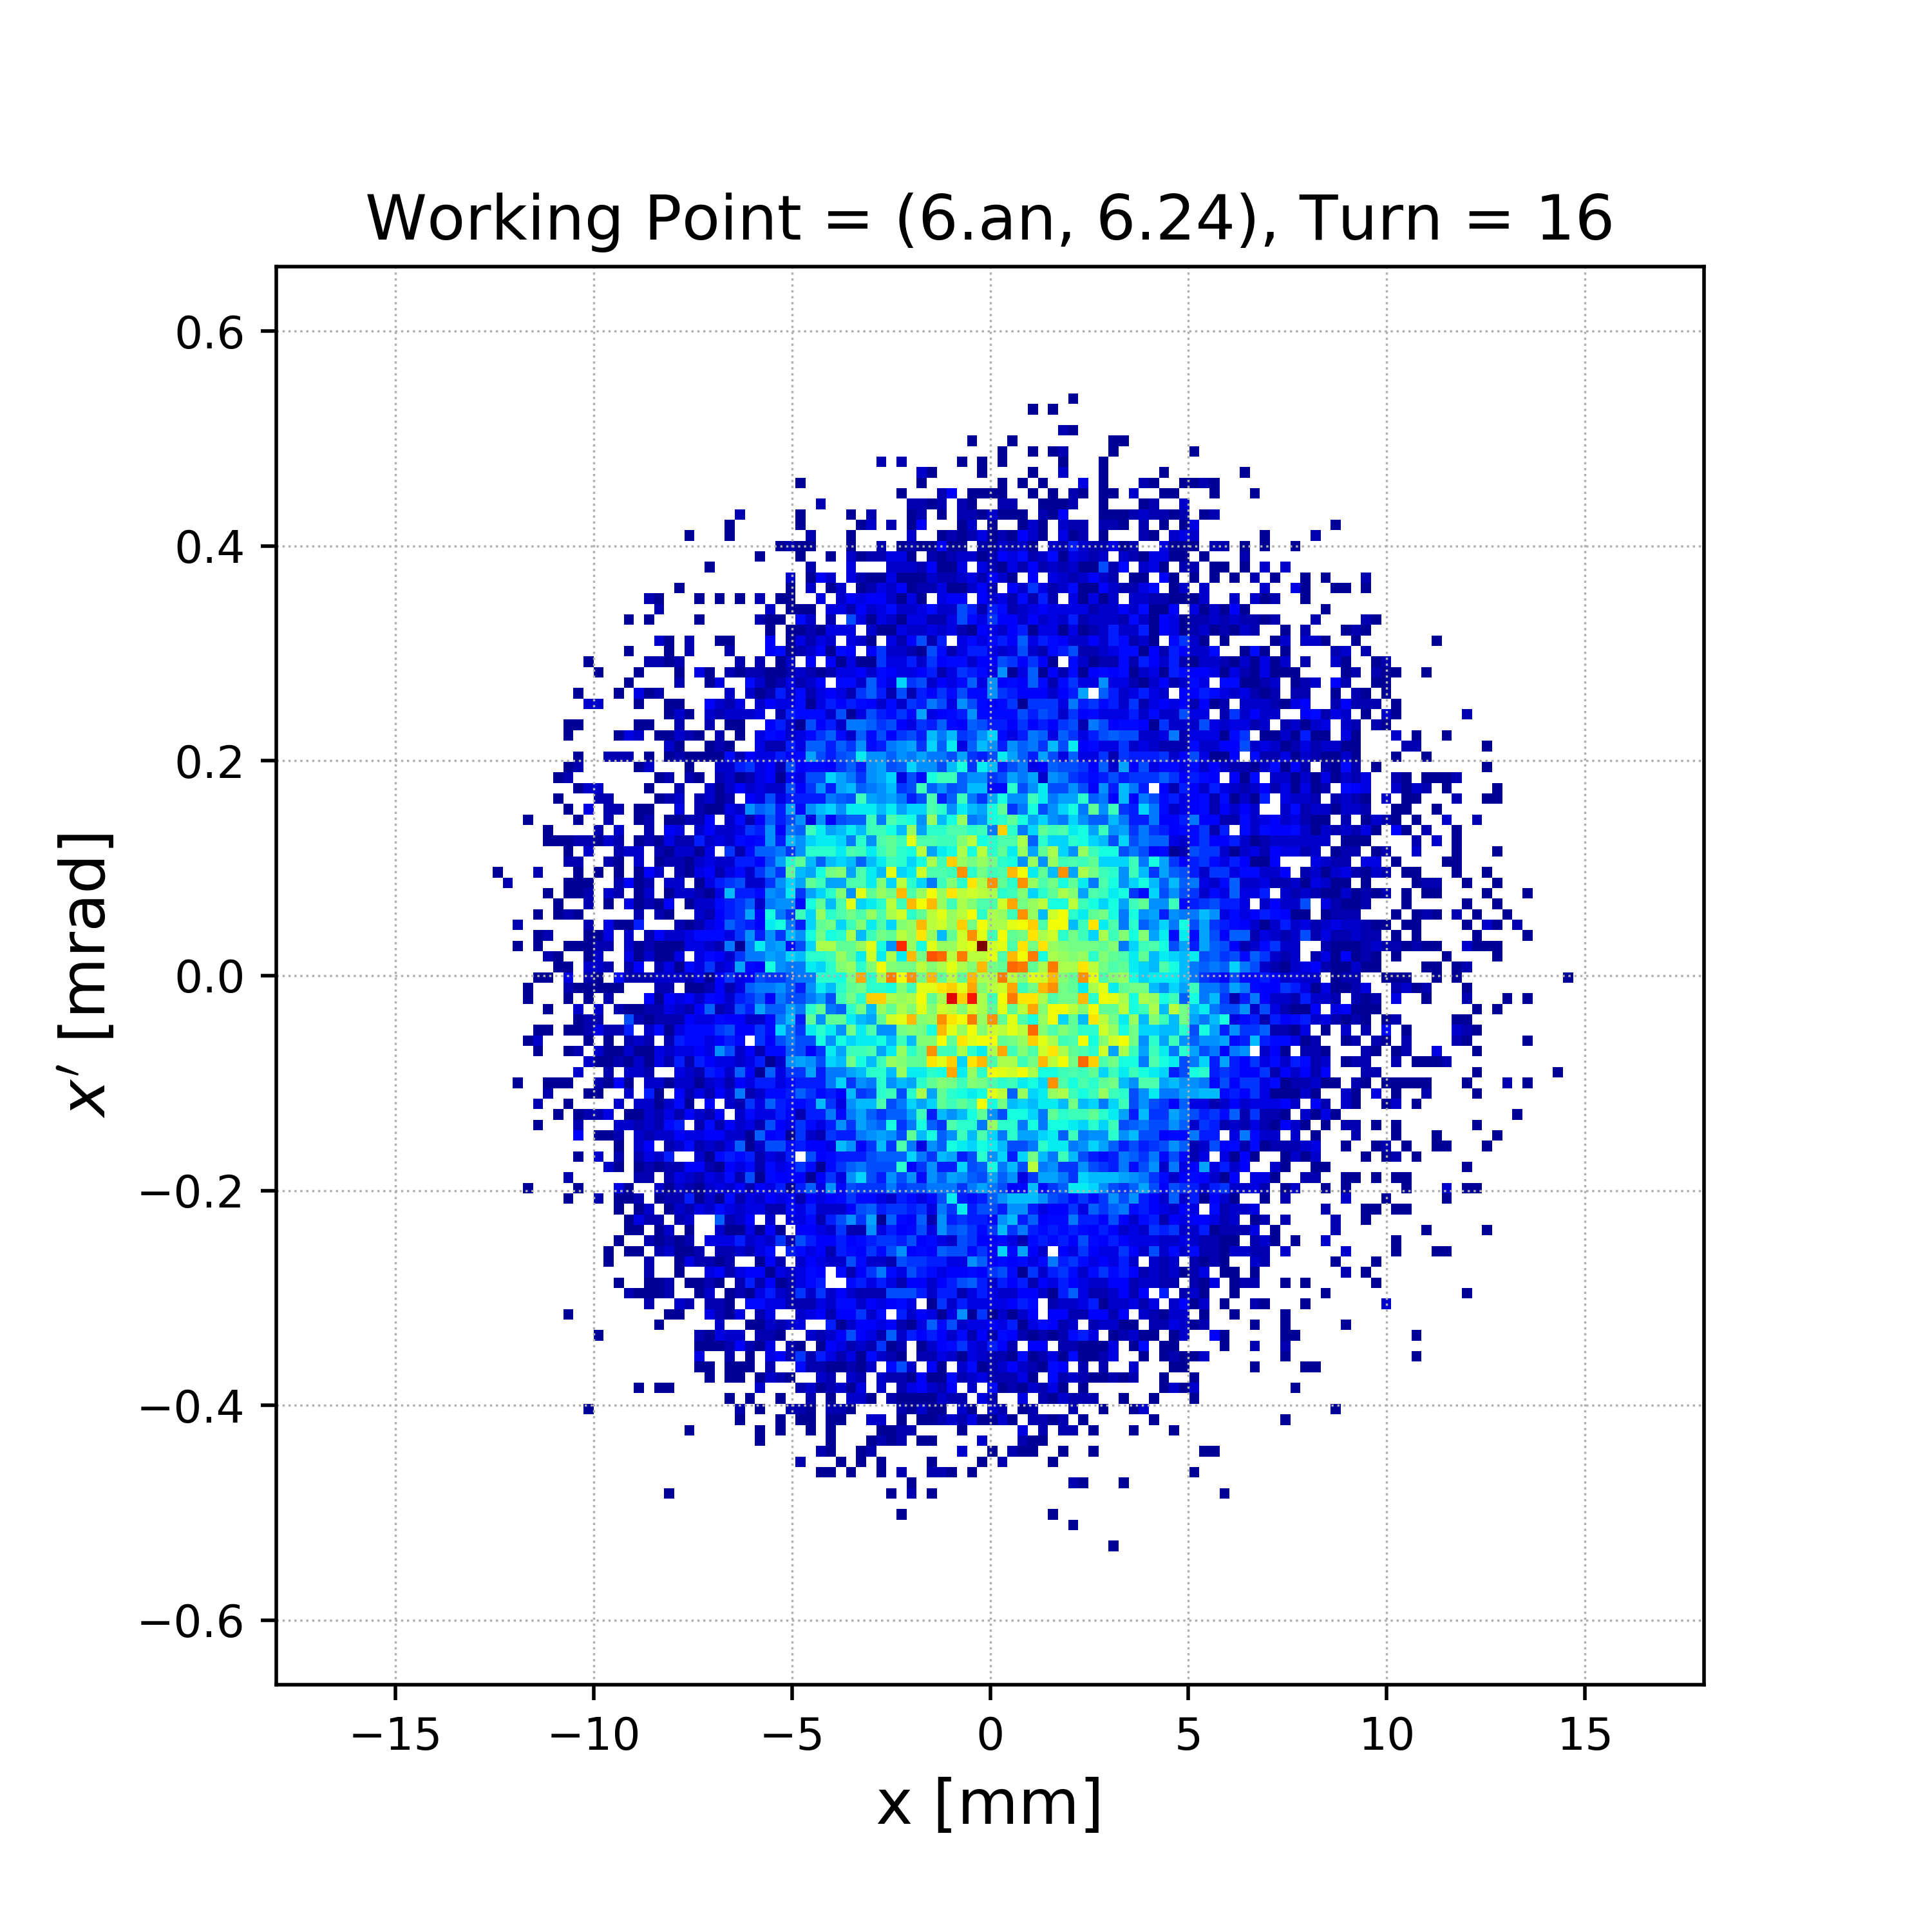 Working Point = (6.an, 6.24), Turn = 16
0.6
0.4
0.2
0.0
−0.2
−0.4
−0.6
x′ [mrad]
−15 −10 −5 0 5 10 15
x [mm]